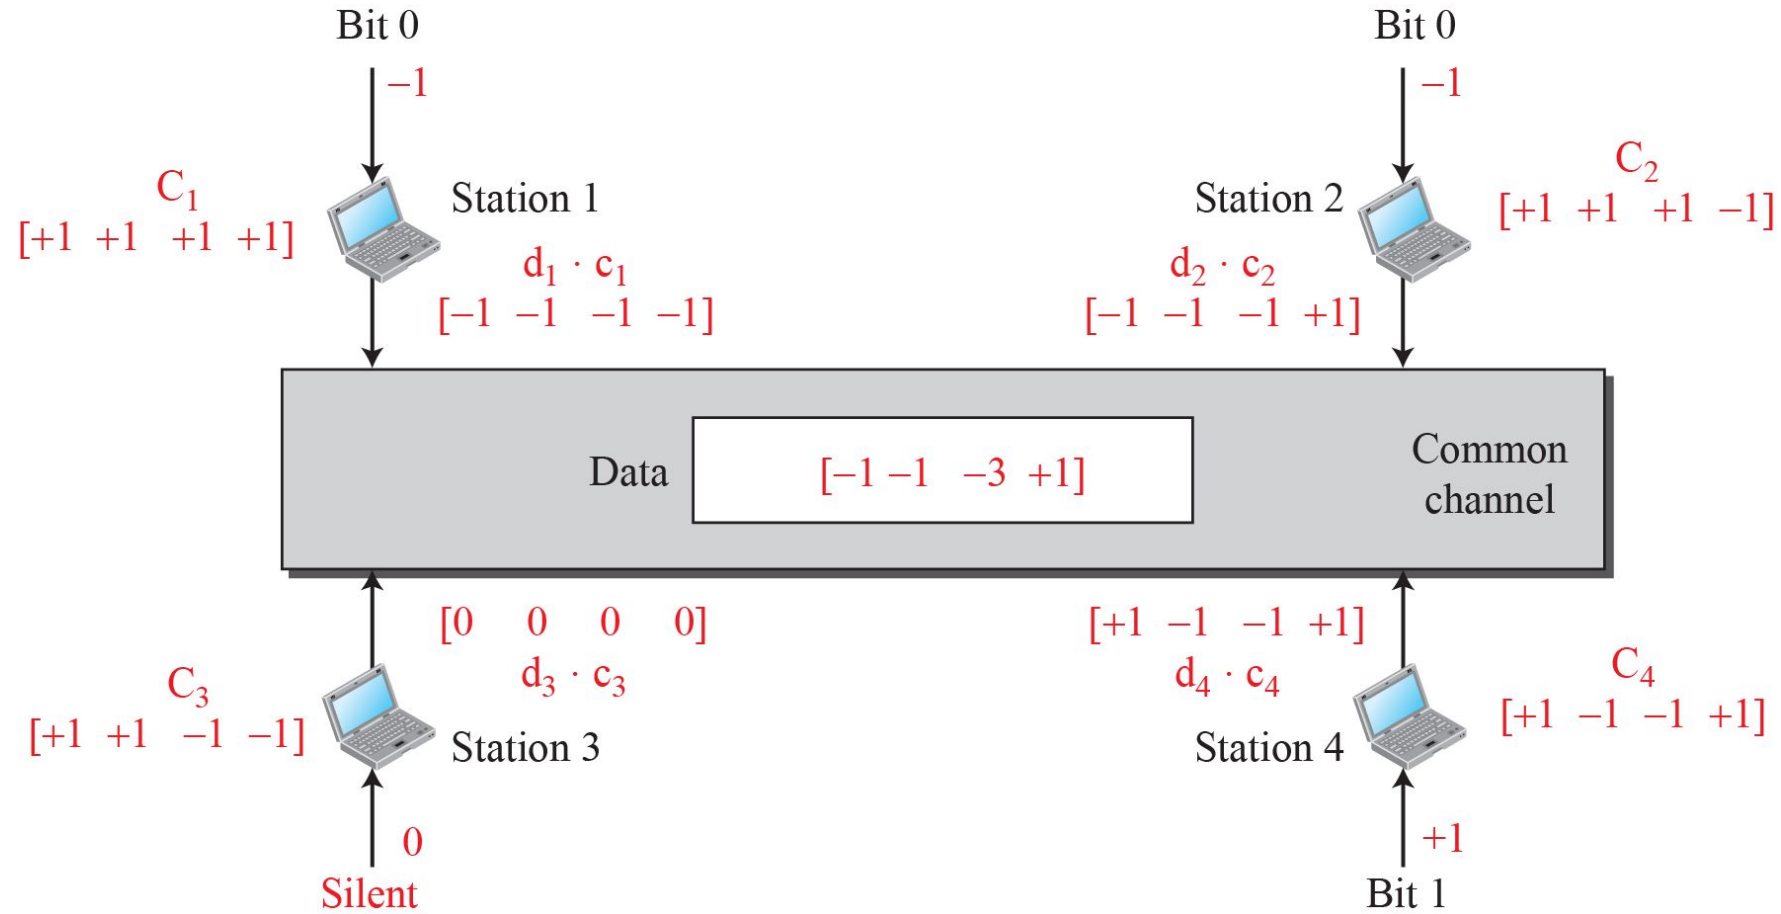 Bit 0
–1
C1
[+1 +1 +1 +1]
Station 1
d1 · c1
[–1 –1 –1 –1]
Bit 0
–1
C2
[+1 +1 +1 –1]
Station 2
d2 · c2
[–1 –1 –1 +1]
Data
[–1 –1 –3 +1]
Common
channel
[0 0 0 0]
d3 · c3
C3
[+1 +1 –1 –1]
Station 3
0
Silent
[+1 –1 –1 +1]
d4 · c4
C4
[+1 –1 –1 +1]
Station 4
+1
Bit 1